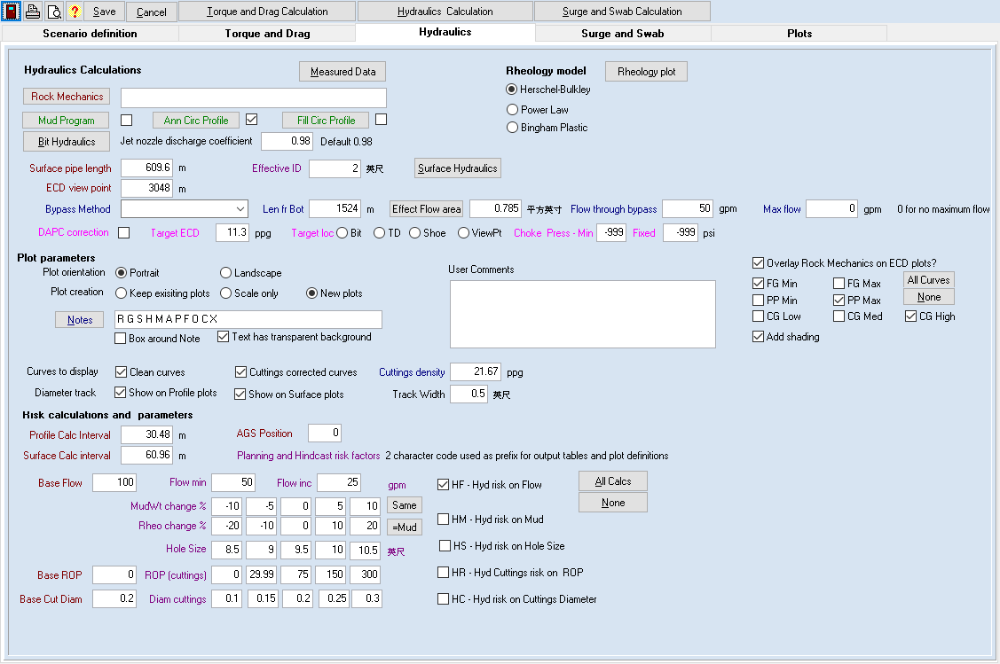 Save Cancel Torque and Drag Calculation Hydraulics Calculation Surge and Swab Calculation
Scenario definition Torque and Drag Hydraulics Surge and Swab Plots
Hydraulics Calculations Measured Data Rheology model Rheology plot
Rock Mechanics Herschel-Bulkley
Mud Program Ann Circ Profile Fill Circ Profile Power Law
Bit Hydraulics Jet nozzle discharge coefficient 0.98 Default 0.98 Bingham Plastic
Surface pipe length 609.6 m Effective ID 2 英尺 Surface Hydraulics
ECD view point 3048 m
Bypass Method Len fr Bot 1524 m Effect Flow area 0.785 平方英寸 Flow through bypass 50 gpm Max flow 0 gpm 0 for no maximum flow
DAPC correction Target ECD 11.3 ppg Target loc Bit TD Shoe ViewPt Choke Press - Min -999 Fixed -999 psi
Plot parameters
Plot orientation Portrait Landscape User Comments Overlay Rock Mechanics on ECD plots?
Plot creation Keep exisiting plots Scale only New plots FG Min FG Max All Curves
PP Min PP Max None
Notes R G S H M A P F O C X CG Low CG Med CG High
Box around Note Text has transparent background Add shading
Curves to display Clean curves Cuttings corrected curves Cuttings density 21.67 ppg
Diameter track Show on Profile plots Show on Surface plots Track Width 0.5 英尺
Risk calculations and parameters
Profile Calc Interval 30.48 m AGS Position 0
Surface Calc interval 60.96 m Planning and Hindcast risk factors 2 character code used as prefix for output tables and plot definitions
Base Flow 100 Flow min 50 Flow inc 25 gpm HF - Hyd risk on Flow All Calcs
MudWt change % -10 -5 0 5 10 Same None
Rheo change % -20 -10 0 10 20 =Mud HM - Hyd risk on Mud
Hole Size 8.5 9 9.5 10 10.5 英尺 HS - Hyd risk on Hole Size
Base ROP 0 ROP (cuttings) 0 29.99 75 150 300 HR - Hyd Cuttings risk on ROP
Base Cut Diam 0.2 Diam cuttings 0.1 0.15 0.2 0.25 0.3 HC - Hyd risk on Cuttings Diameter